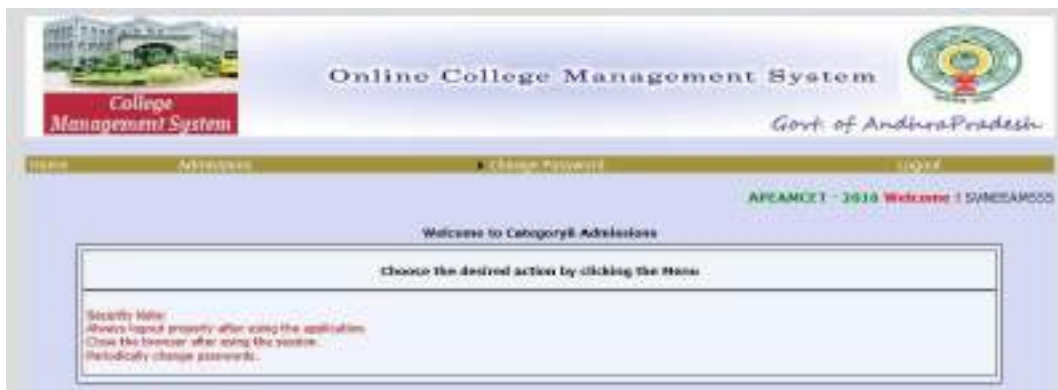 Online College Management System
College
Management System
Govt of AndhraPradesh
Home Admissions Change Password Logout
APEAMCET - 2016 Welcome !
Welcome to CategoryB Admissions
Choose the desired action by clicking the Menu
Security Note:
Always logout properly after using the application.
Close the browser after using the session.
Periodically change passwords.